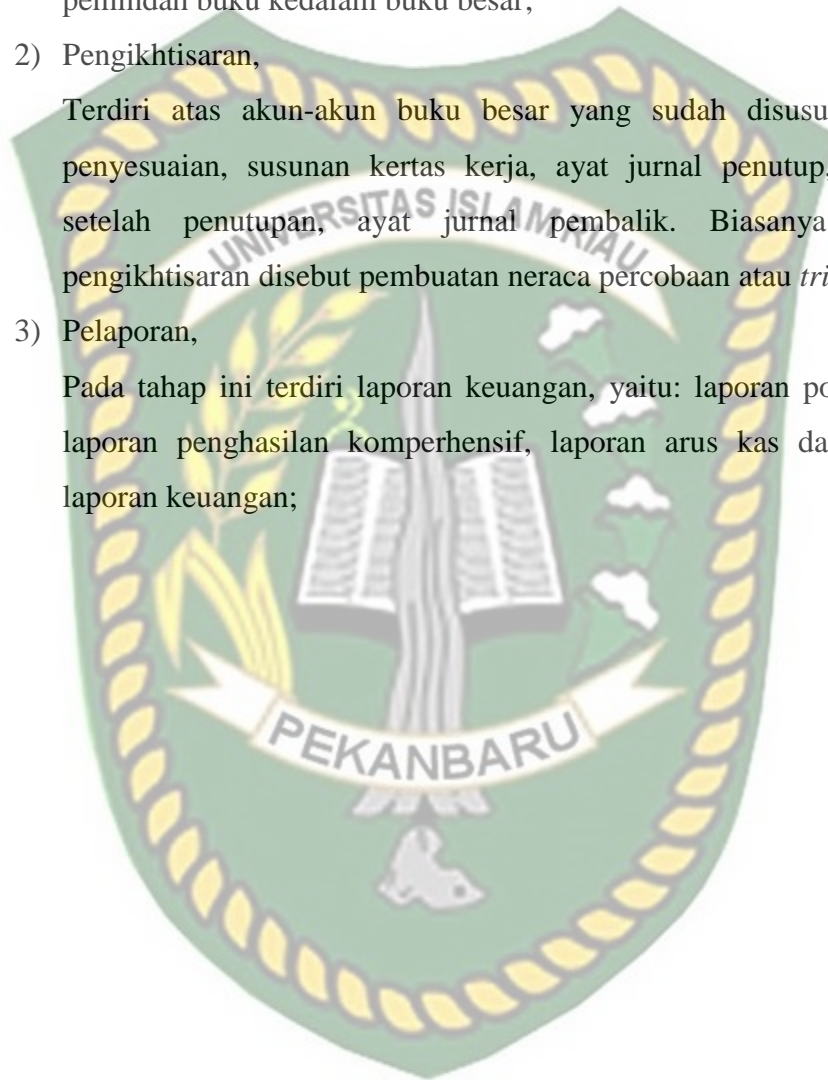 pemindah buku kedalam buku besar;
2) Pengikhtisaran,
Terdiri atas akun-akun buku besar yang sudah disusu
penyesuaian, susunan kertas kerja, ayat jurnal penutup,
setelah penutupan, ayat jurnal pembalik. Biasanya
pengikhtisaran disebut pembuatan neraca percobaan atau tri
3) Pelaporan,
Pada tahap ini terdiri laporan keuangan, yaitu: laporan po
laporan penghasilan komperhensif, laporan arus kas da
laporan keuangan;
UNIVERSITAS ISLAM RIAU
PEKANBARU